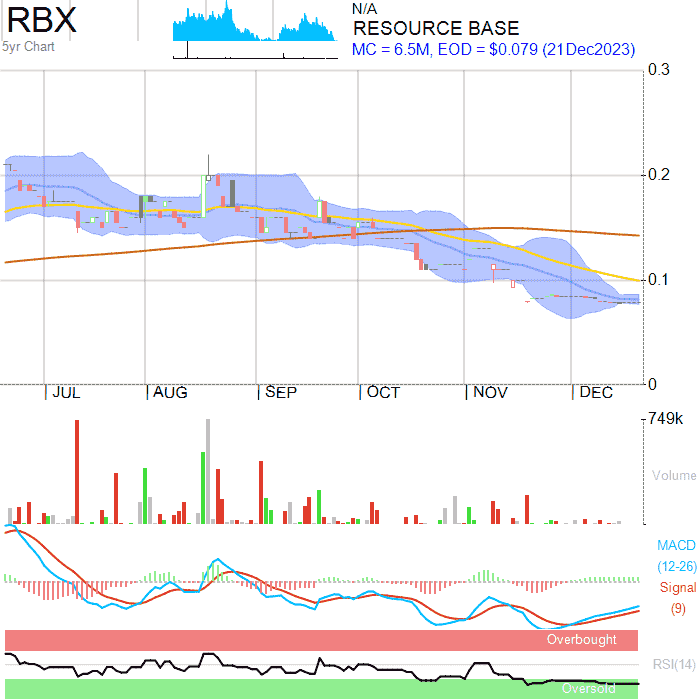 RBX
5yr Chart
N/A
RESOURCE BASE
MC = 6.5M, EOD = $0.079 (21Dec2023)
0.3
0.2
0.1
0
JUL AUG SEP OCT NOV DEC
749k
Volume
MACD
(12-26)
Signal
(9)
Overbought
RSI(14)
Oversold